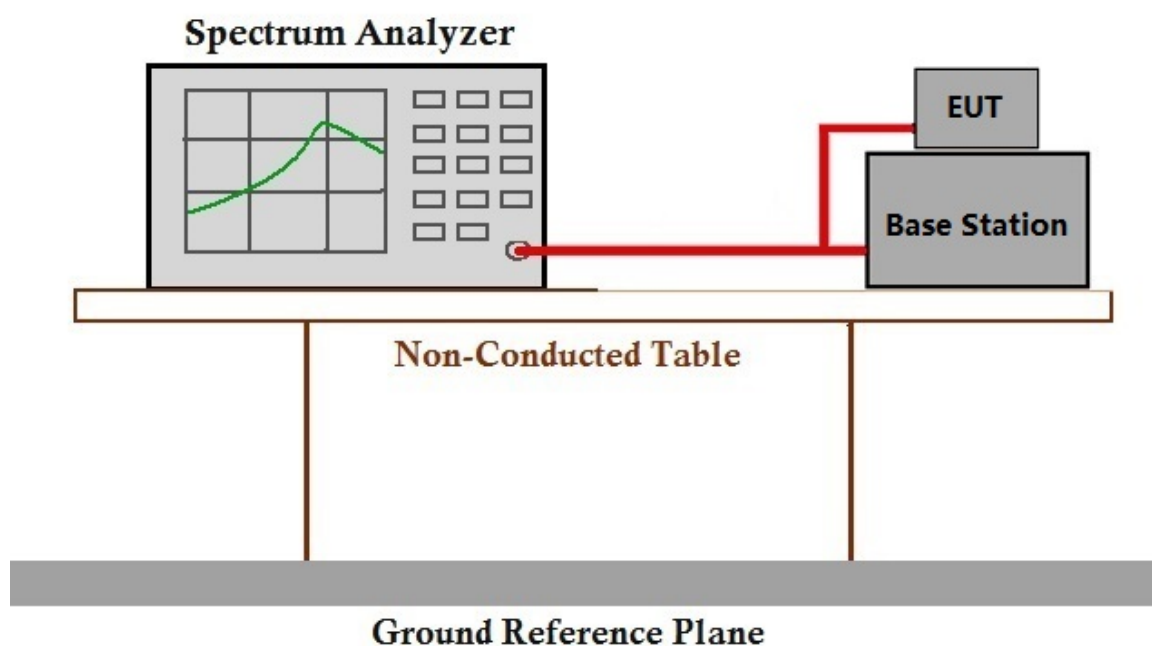 Spectrum Analyzer
EUT
Base Station
Non-Conducted Table
Ground Reference Plane